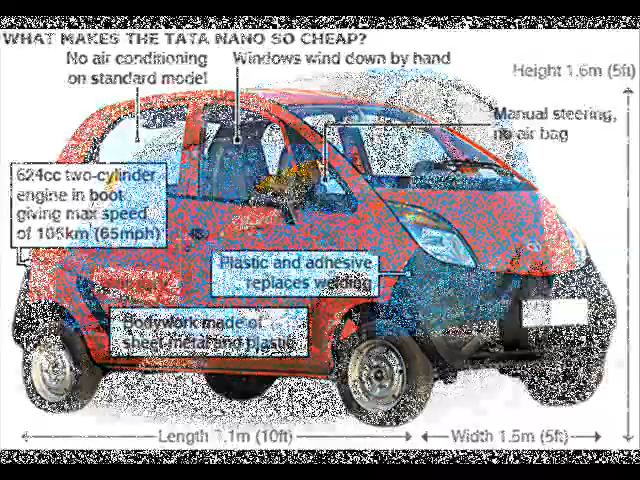 WHAT MAKES THE TATA NANO SO CHEAP?
No air conditioning
on standard model
Windows wind down by hand
Height 1.6m (5ft)
Manual steering,
no air bag
624cc two-cylinder
engine in boot
giving max speed
of 105km (65mph)
Plastic and adhesive
replaces welding
Bodywork made of
sheet-metal and plastic
Length 3.1m (10ft)
Width 1.5m (5ft)